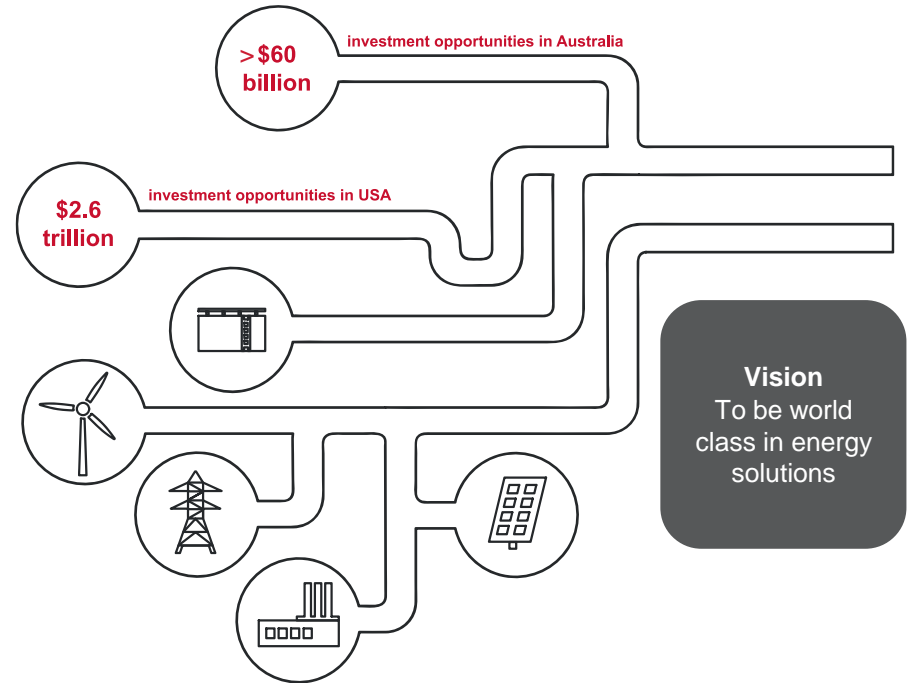 investment opportunities in Australia
>$60
billion
investment opportunities in USA
$2.6
trillion
Vision
To be world
class in energy
solutions